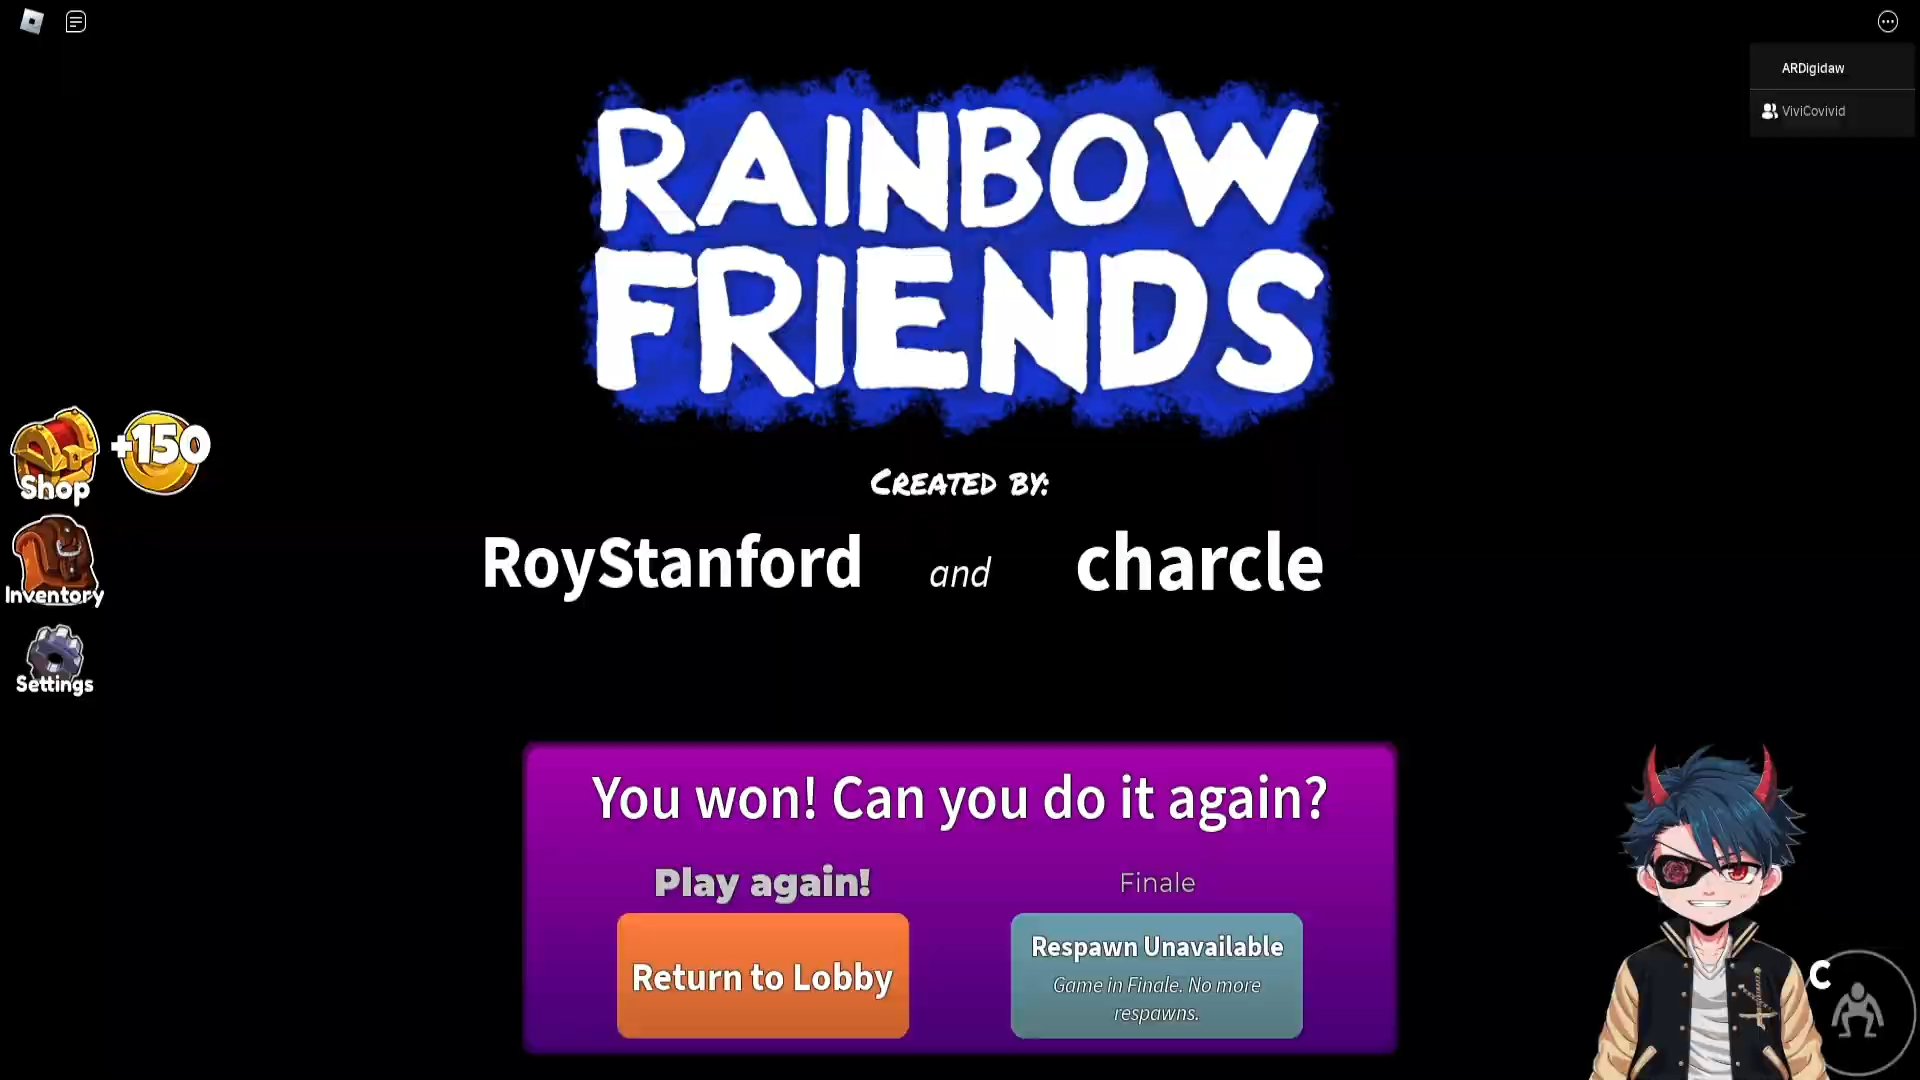 ARDigidaw
ViviCovivid
RAINBOW
FRIENDS
CREATED BY:
RoyStanford and charcle
+150
Shop
Inventory
Settings
You won! Can you do it again?
Play again!
Finale
Return to Lobby
Respawn Unavailable
Game in Finale. No more
respawns.
C